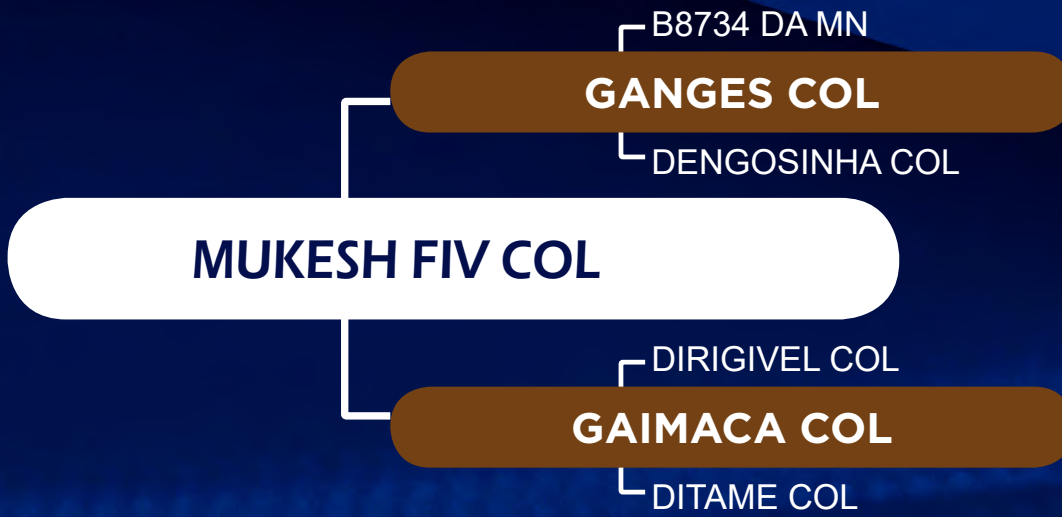 B8734 DA MN
GANGES COL
DENGOSINHA COL
MUKESH FIV COL
DIRIGIVEL COL
GAIMACA COL
DITAME COL